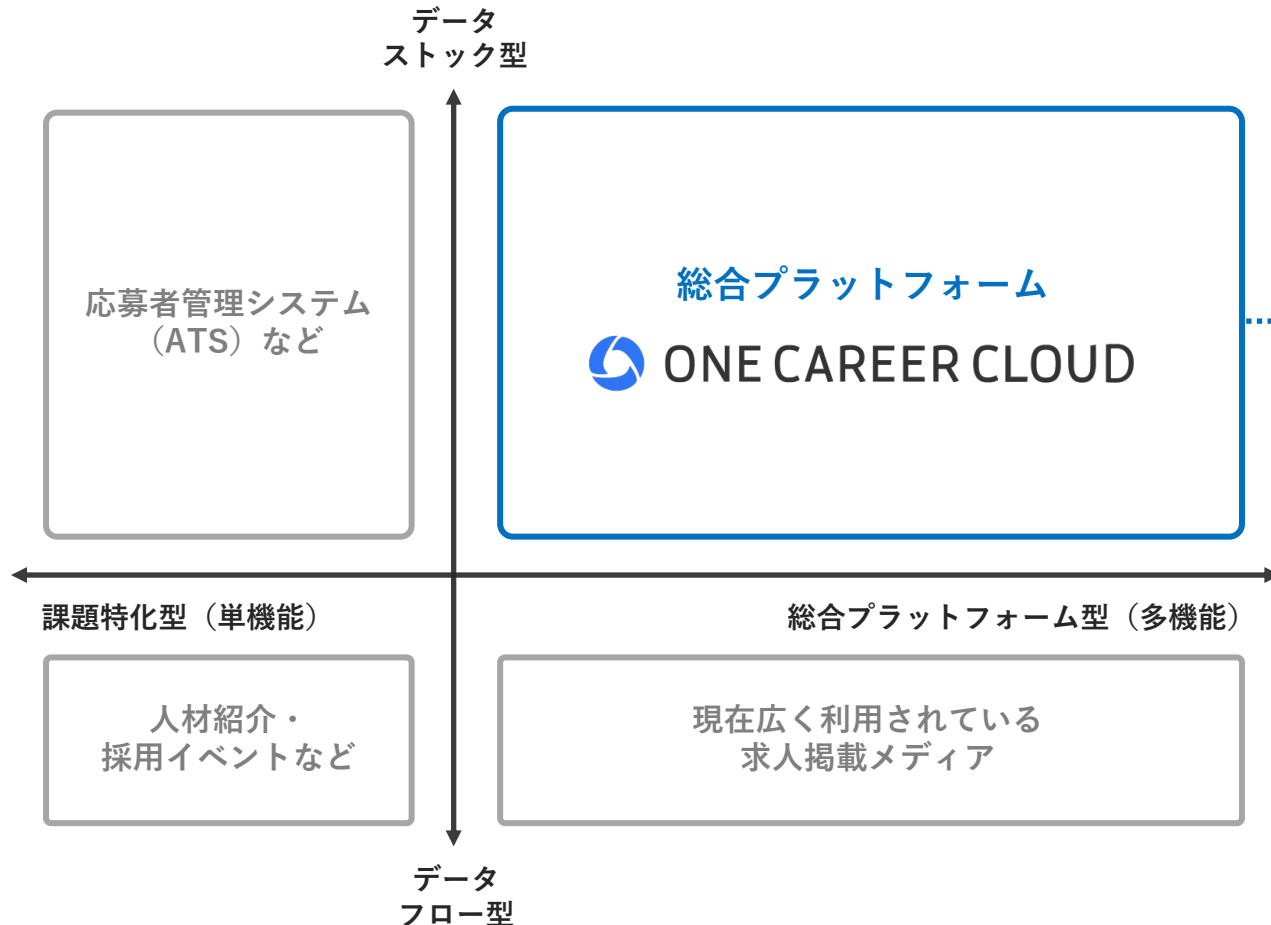 データ
ストック型
応募者管理システム
（ATS）など
総合プラットフォーム
ONE CAREER CLOUD
課題特化型（単機能）
総合プラットフォーム型（多機能）
人材紹介・
採用イベントなど
現在広く利用されている
求人掲載メディア
データ
フロー型